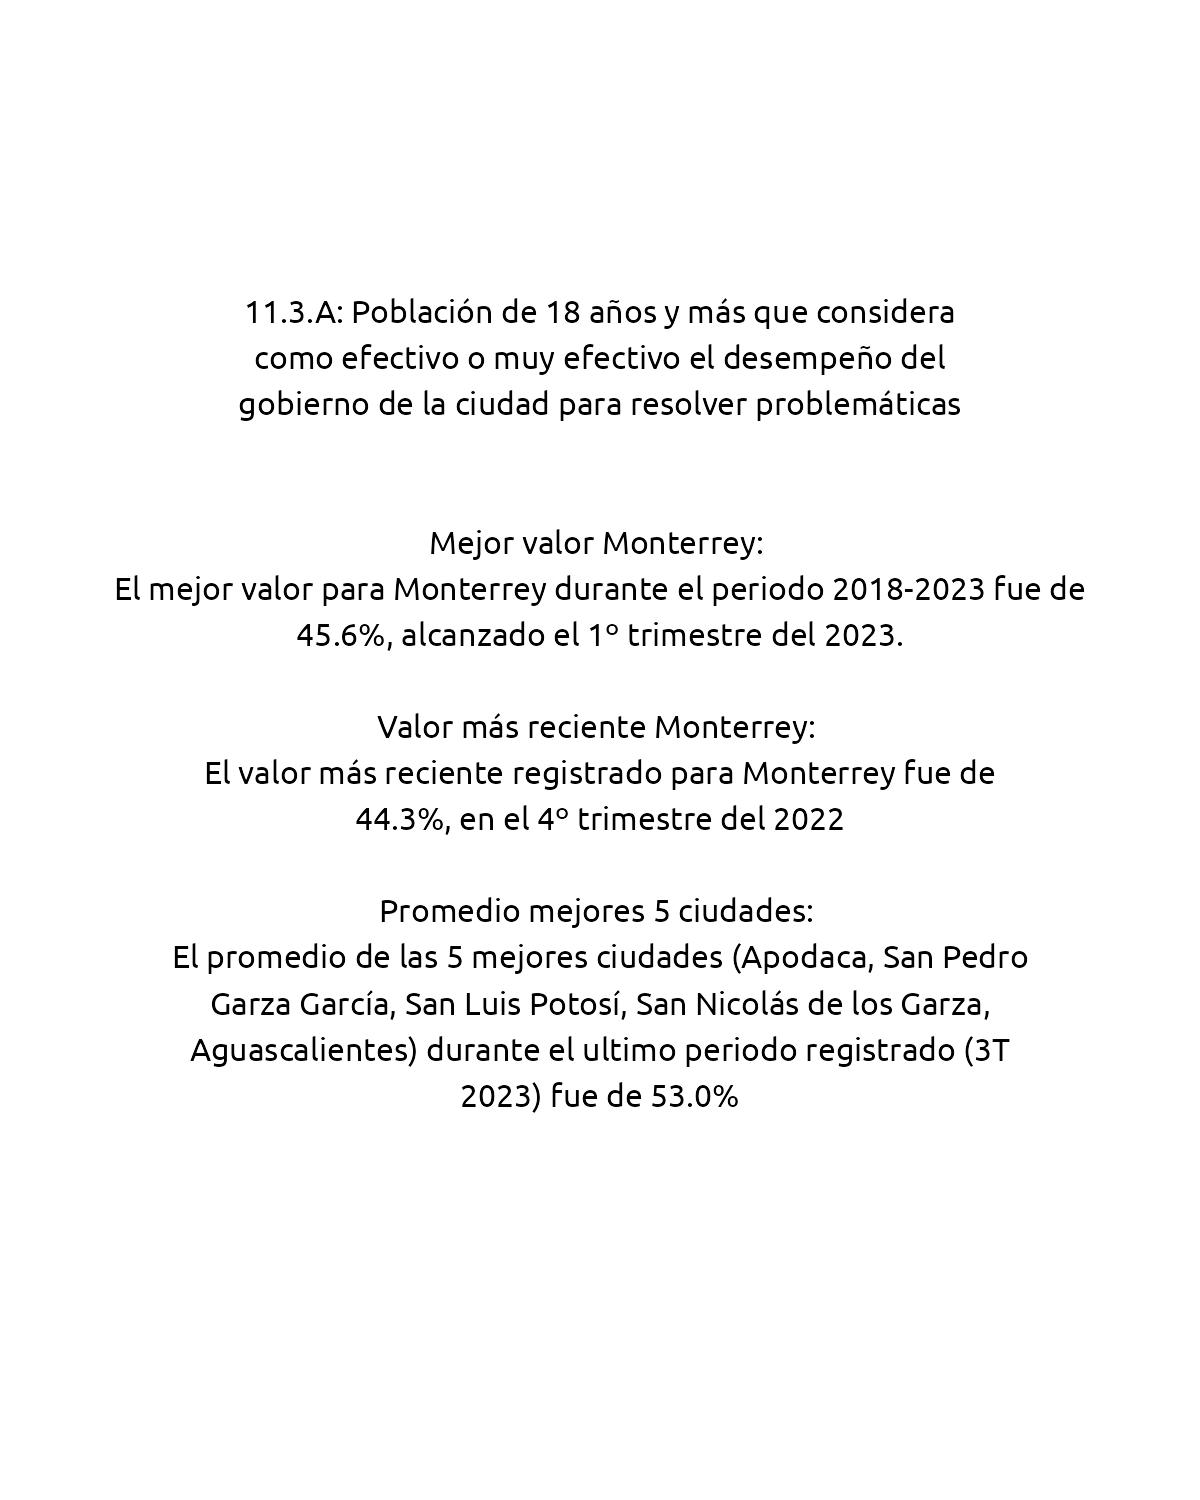 11.3.A: Población de 18 años y más que considera
como efectivo o muy efectivo el desempeño del
gobierno de la ciudad para resolver problemáticas
Mejor valor Monterrey:
El mejor valor para Monterrey durante el periodo 2018-2023 fue de
45.6%, alcanzado el 1º trimestre del 2023.
Valor más reciente Monterrey:
El valor más reciente registrado para Monterrey fue de
44.3%, en el 4º trimestre del 2022
Promedio mejores 5 ciudades:
El promedio de las 5 mejores ciudades (Apodaca, San Pedro
Garza García, San Luis Potosí, San Nicolás de los Garza,
Aguascalientes) durante el ultimo periodo registrado (3T
2023) fue de 53.0%